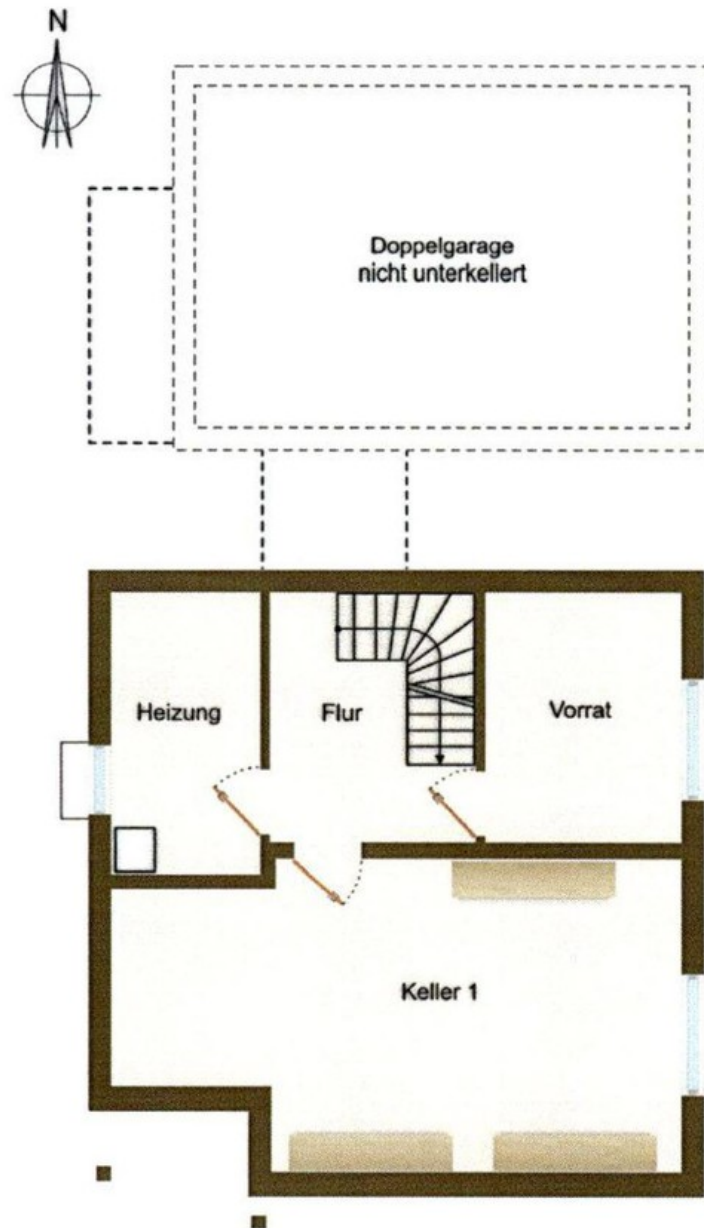 N
Doppelgarage
nicht unterkellert
Heizung
Flur
Vorrat
Keller 1